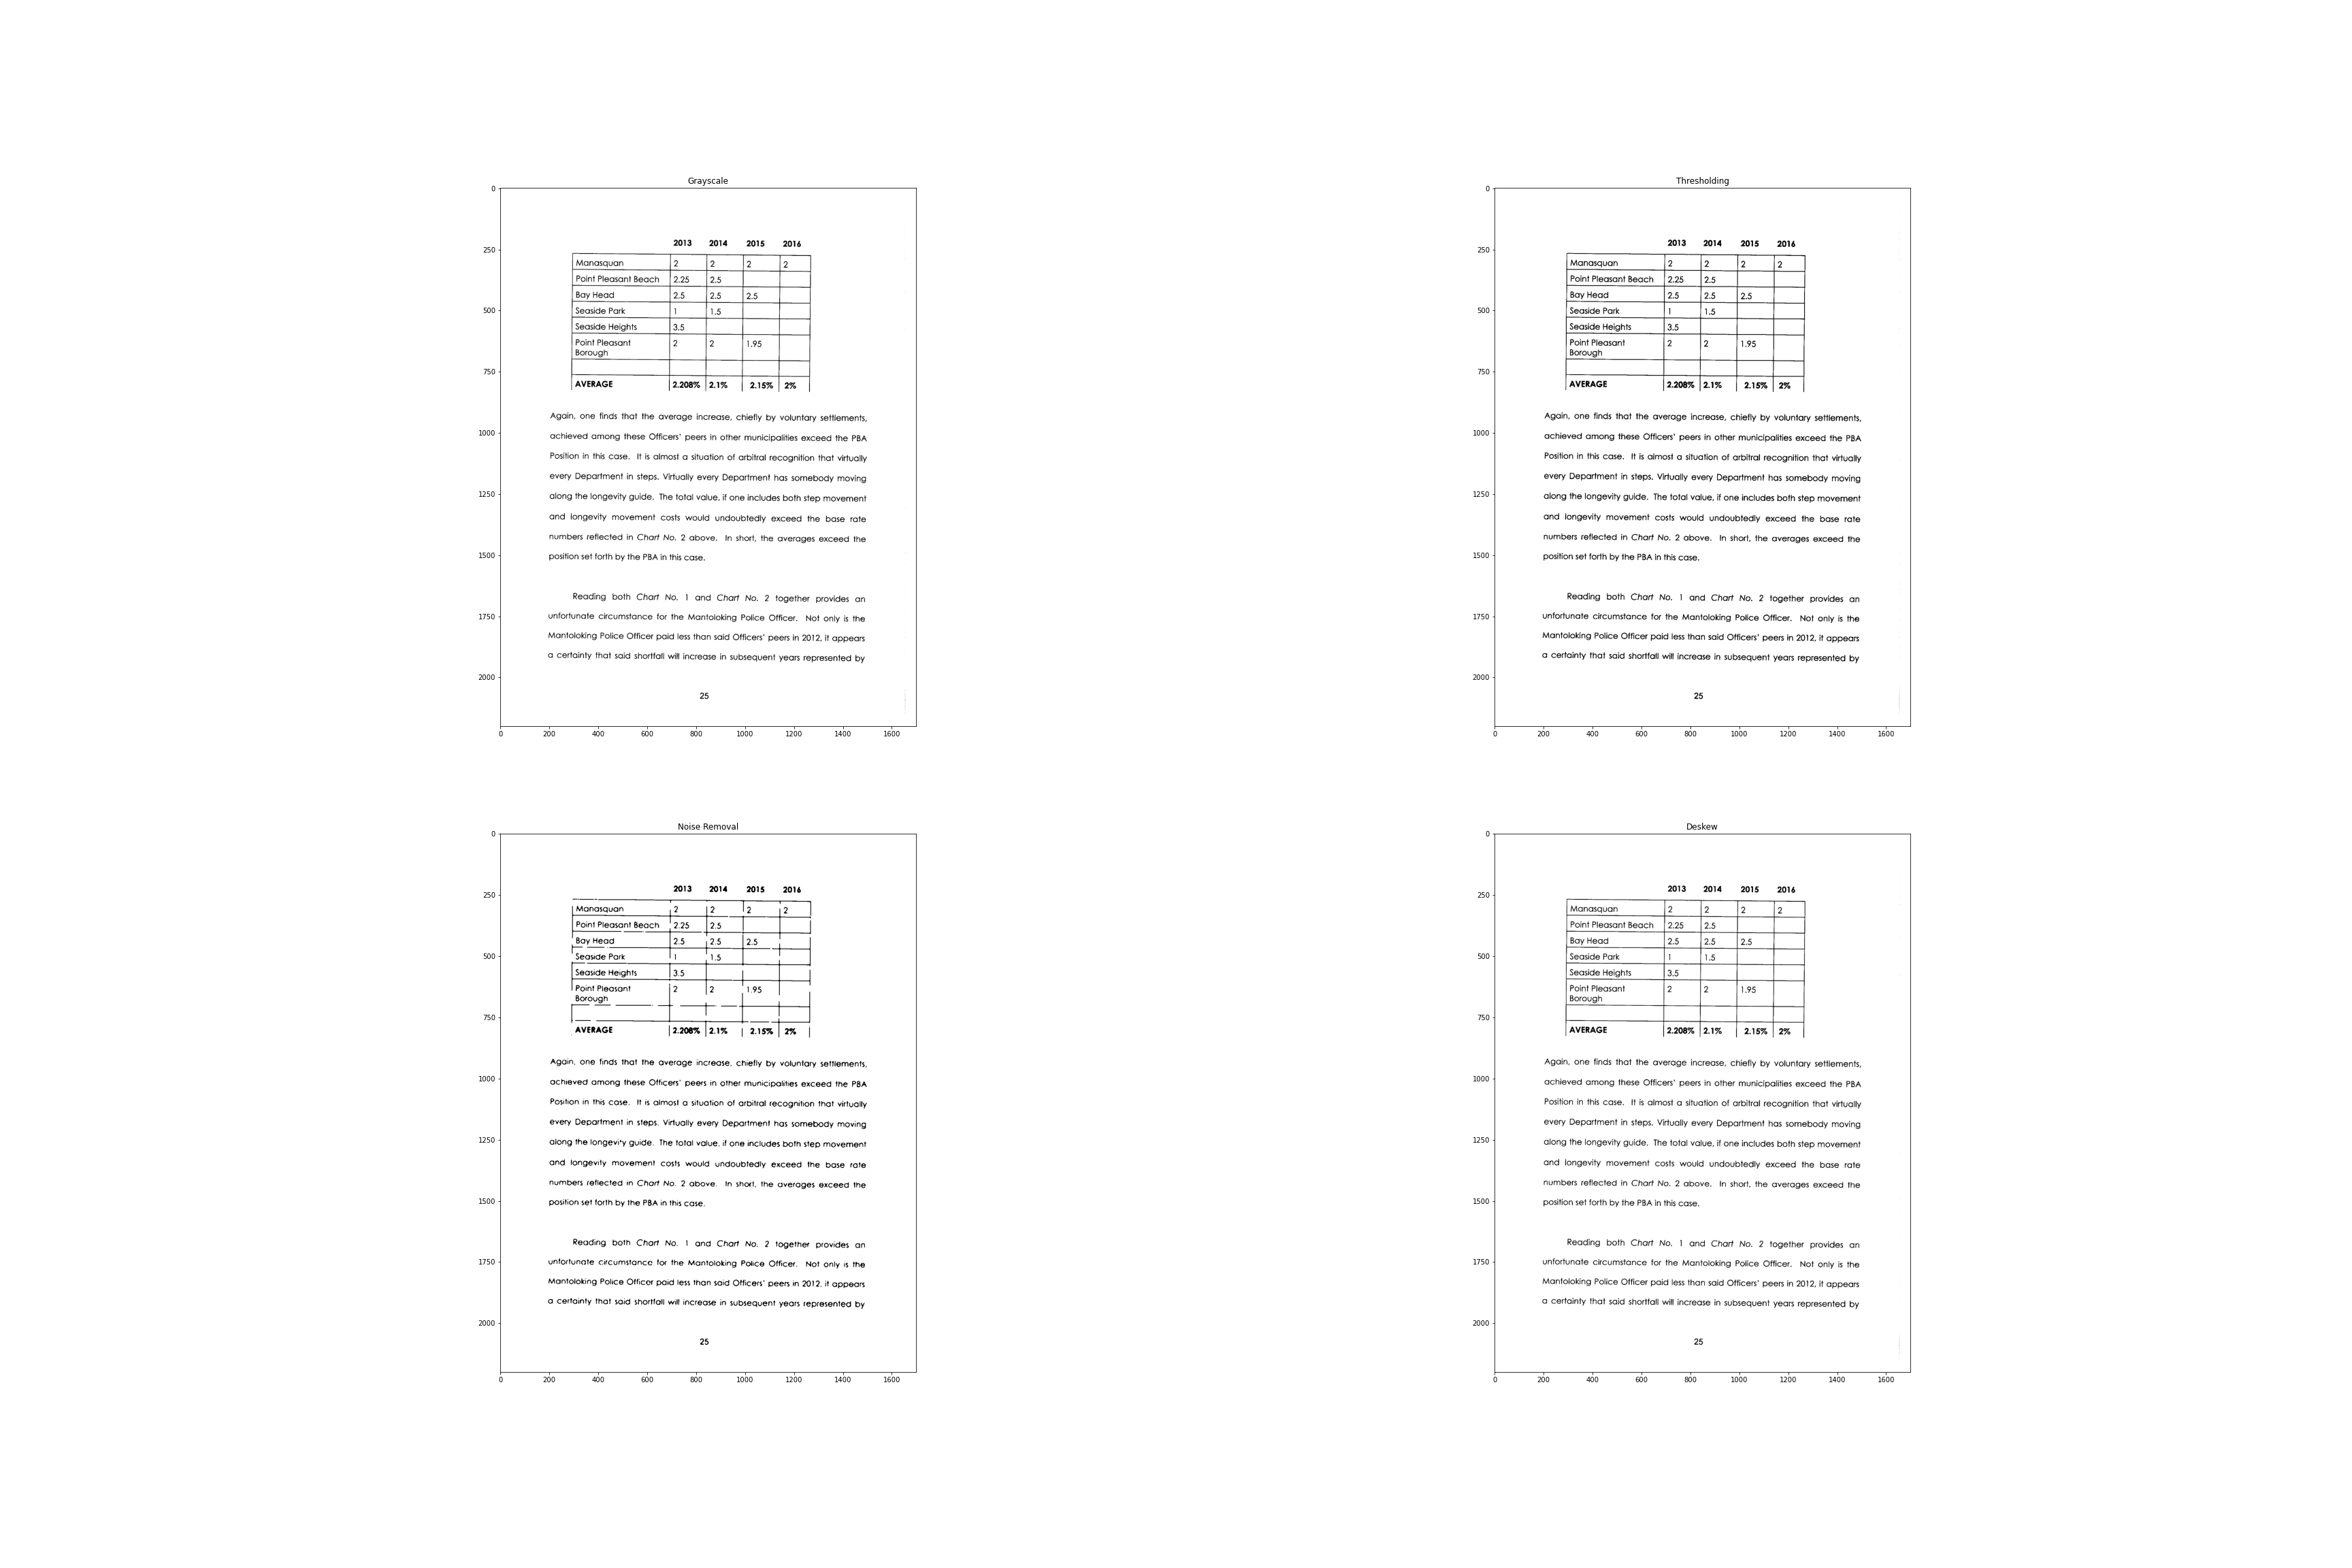 Grayscale
0
250
500
750
1000
1250
1500
1750
2000
2013 2014 2015 2016
Manasquan 2 2 2 2
Point Pleasant Beach 2.25 2.5
Bay Head 2.5 2.5 2.5
Seaside Park 1 1.5
Seaside Heights 3.5
Point Pleasant 2 2 1.95
Borough
AVERAGE 2.208% 2.1% 2.15% 2%
Again, one finds that the average increase, chiefly by voluntary settlements,
achieved among these Officers' peers in other municipalities exceed the PBA
Position in this case. It is almost a situation of arbitral recognition that virtually
every Department in steps. Virtually every Department has somebody moving
along the longevity guide. The total value, if one includes both step movement
and longevity movement costs would undoubtedly exceed the base rate
numbers reflected in Chart No. 2 above. In short, the averages exceed the
position set forth by the PBA in this case.
Reading both Chart No. 1 and Chart No. 2 together provides an
unfortunate circumstance for the Mantoloking Police Officer. Not only is the
Mantoloking Police Officer paid less than said Officers' peers in 2012, it appears
a certainty that said shortfall will increase in subsequent years represented by
25
0 200 400 600 800 1000 1200 1400 1600
Thresholding
0
250
500
750
1000
1250
1500
1750
2000
2013 2014 2015 2016
Manasquan 2 2 2 2
Point Pleasant Beach 2.25 2.5
Bay Head 2.5 2.5 2.5
Seaside Park 1 1.5
Seaside Heights 3.5
Point Pleasant 2 2 1.95
Borough
AVERAGE 2.208% 2.1% 2.15% 2%
Again, one finds that the average increase, chiefly by voluntary settlements,
achieved among these Officers' peers in other municipalities exceed the PBA
Position in this case. It is almost a situation of arbitral recognition that virtually
every Department in steps. Virtually every Department has somebody moving
along the longevity guide. The total value, if one includes both step movement
and longevity movement costs would undoubtedly exceed the base rate
numbers reflected in Chart No. 2 above. In short, the averages exceed the
position set forth by the PBA in this case.
Reading both Chart No. 1 and Chart No. 2 together provides an
unfortunate circumstance for the Mantoloking Police Officer. Not only is the
Mantoloking Police Officer paid less than said Officers' peers in 2012, it appears
a certainty that said shortfall will increase in subsequent years represented by
25
0 200 400 600 800 1000 1200 1400 1600
Noise Removal
0
250
500
750
1000
1250
1500
1750
2000
2013 2014 2015 2016
Manasquan 2 2 2 2
Point Pleasant Beach 2.25 2.5
Bay Head 2.5 2.5 2.5
Seaside Park 1 1.5
Seaside Heights 3.5
Point Pleasant 2 2 1.95
Borough
AVERAGE 2.208% 2.1% 2.15% 2%
Again, one finds that the average increase, chiefly by voluntary settlements,
achieved among these Officers' peers in other municipalities exceed the PBA
Position in this case. It is almost a situation of arbitral recognition that virtually
every Department in steps. Virtually every Department has somebody moving
along the longevity guide. The total value, if one includes both step movement
and longevity movement costs would undoubtedly exceed the base rate
numbers reflected in Chart No. 2 above. In short, the averages exceed the
position set forth by the PBA in this case.
Reading both Chart No. 1 and Chart No. 2 together provides an
unfortunate circumstance for the Mantoloking Police Officer. Not only is the
Mantoloking Police Officer paid less than said Officers' peers in 2012, it appears
a certainty that said shortfall will increase in subsequent years represented by
25
0 200 400 600 800 1000 1200 1400 1600
Deskew
0
250
500
750
1000
1250
1500
1750
2000
2013 2014 2015 2016
Manasquan 2 2 2 2
Point Pleasant Beach 2.25 2.5
Bay Head 2.5 2.5 2.5
Seaside Park 1 1.5
Seaside Heights 3.5
Point Pleasant 2 2 1.95
Borough
AVERAGE 2.208% 2.1% 2.15% 2%
Again, one finds that the average increase, chiefly by voluntary settlements,
achieved among these Officers' peers in other municipalities exceed the PBA
Position in this case. It is almost a situation of arbitral recognition that virtually
every Department in steps. Virtually every Department has somebody moving
along the longevity guide. The total value, if one includes both step movement
and longevity movement costs would undoubtedly exceed the base rate
numbers reflected in Chart No. 2 above. In short, the averages exceed the
position set forth by the PBA in this case.
Reading both Chart No. 1 and Chart No. 2 together provides an
unfortunate circumstance for the Mantoloking Police Officer. Not only is the
Mantoloking Police Officer paid less than said Officers' peers in 2012, it appears
a certainty that said shortfall will increase in subsequent years represented by
25
0 200 400 600 800 1000 1200 1400 1600